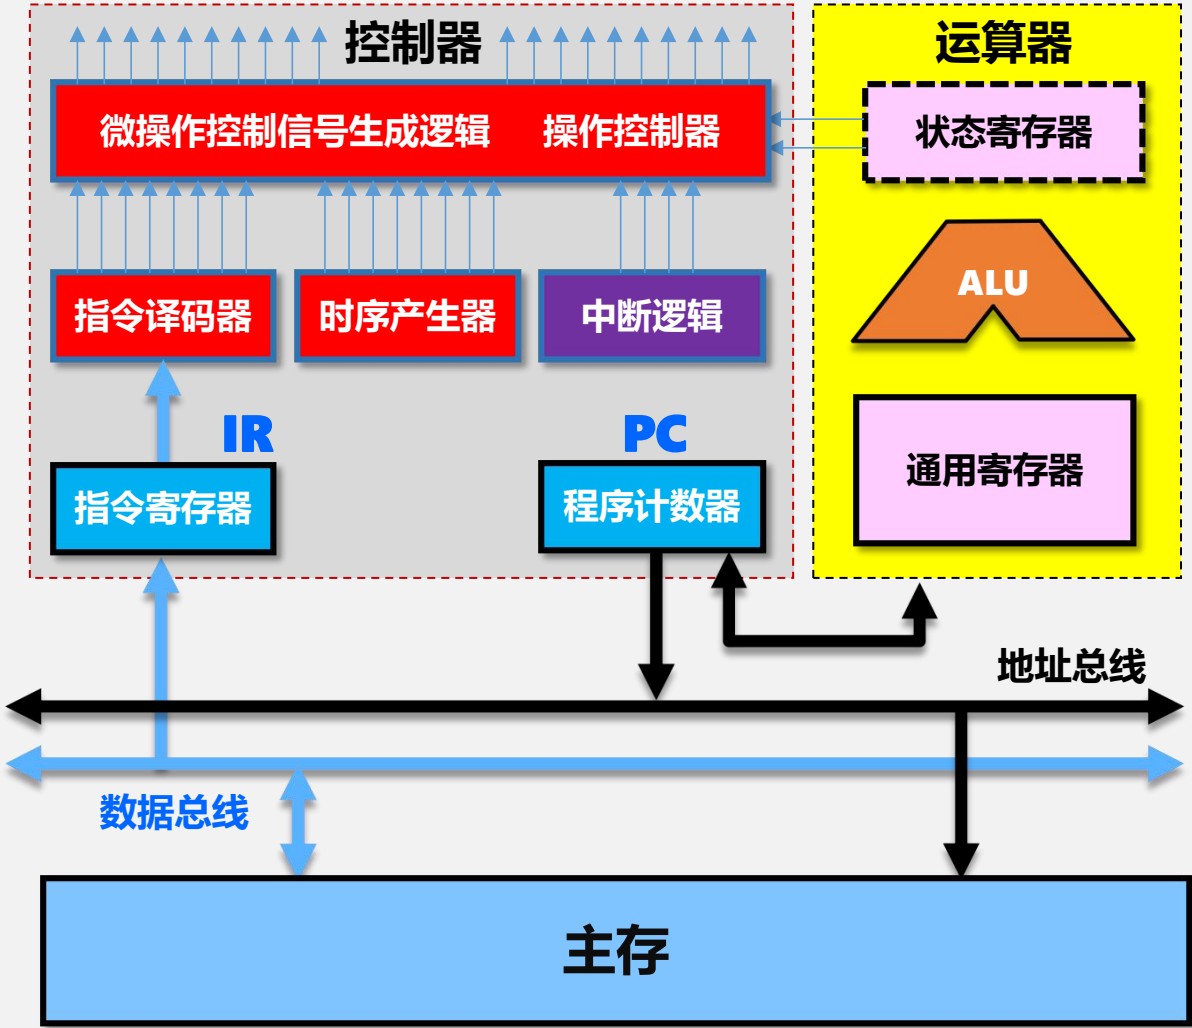 控制器
运算器
微操作控制信号生成逻辑 操作控制器
状态寄存器
ALU
指令译码器
时序产生器
中断逻辑
IR
PC
指令寄存器
程序计数器
通用寄存器
地址总线
数据总线
主存